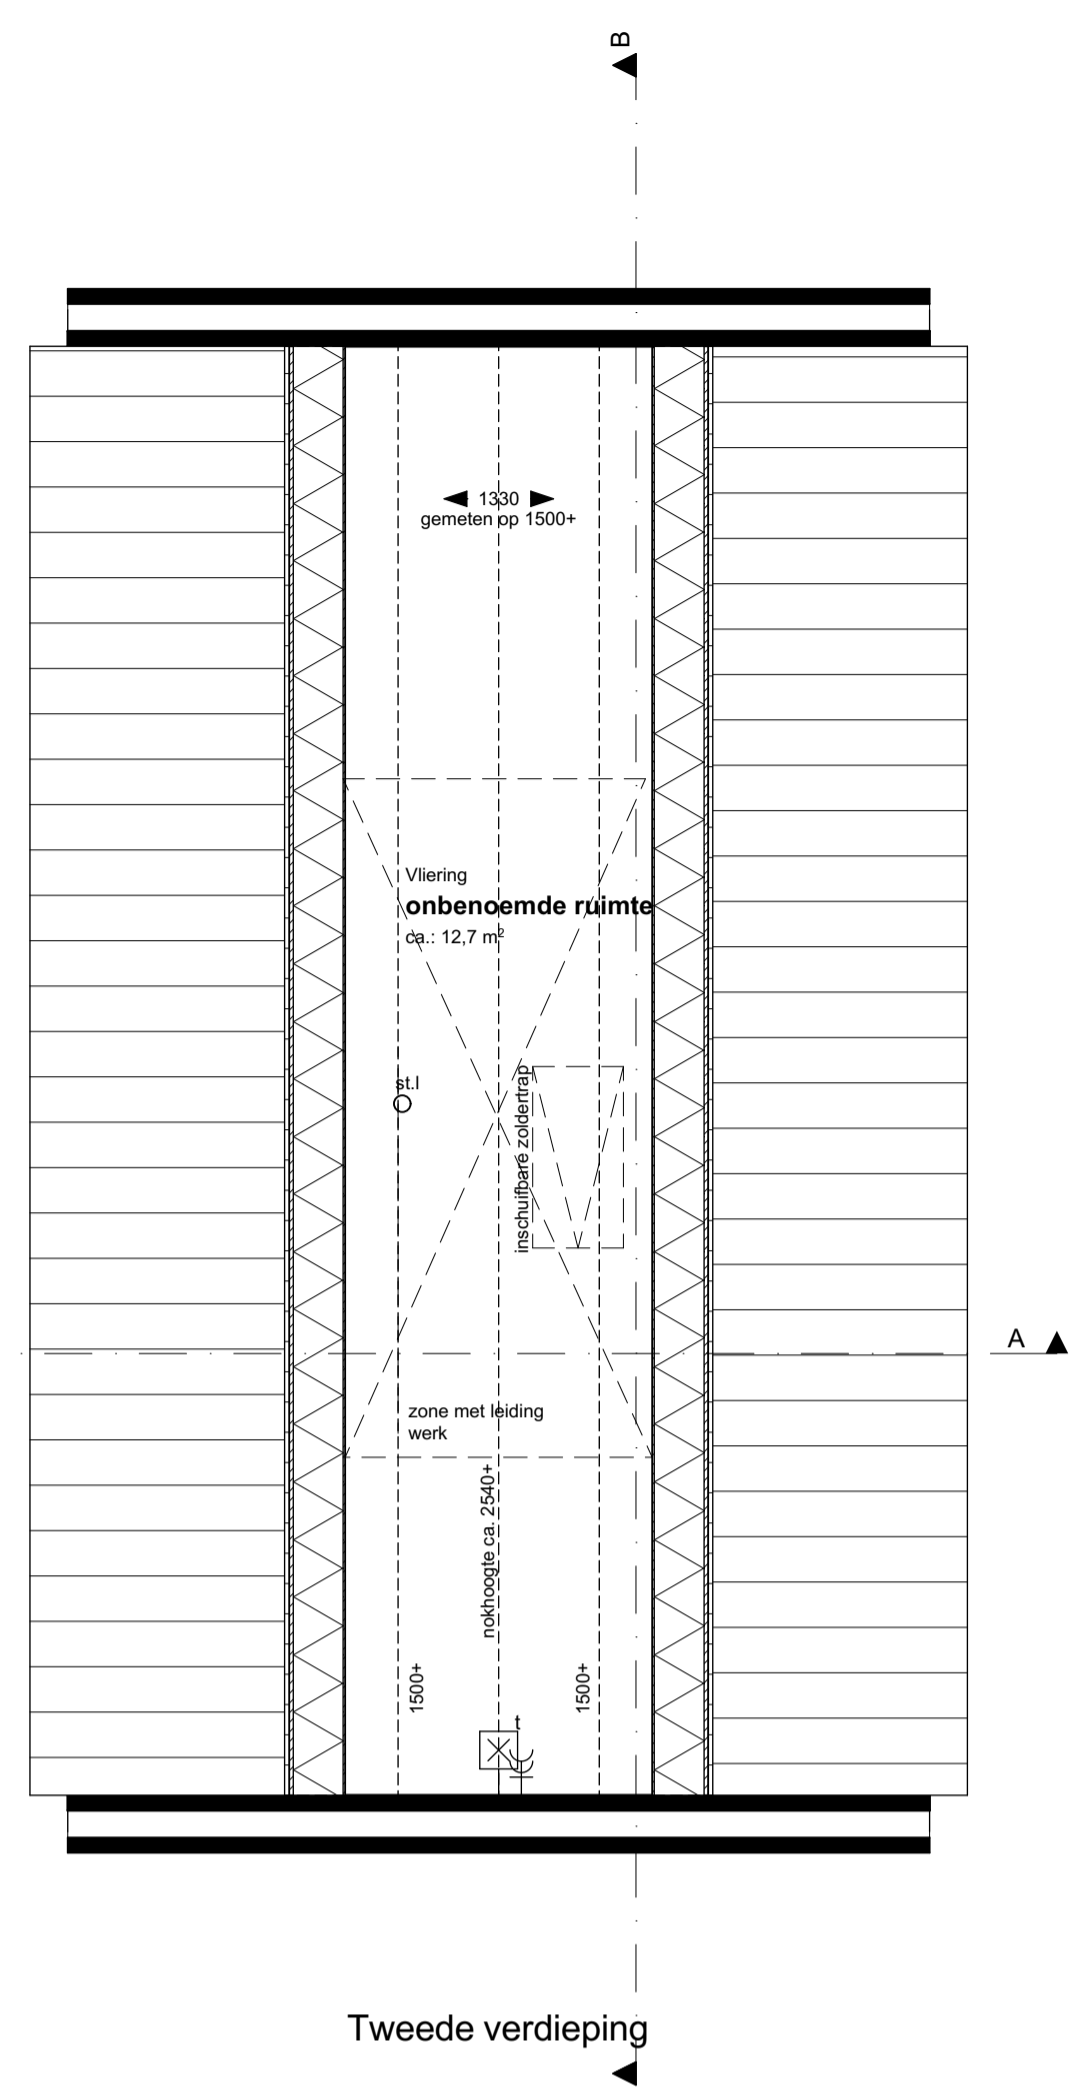 B
1330
gemeten op 1500+
Vliering
onbenoemde ruimte
ca.: 12,7 m²
st.l
inschuifbare zoldertrap
A
zone met leiding
werk
nokhoogte ca. 2540+
1500+
1500+
t
Tweede verdieping